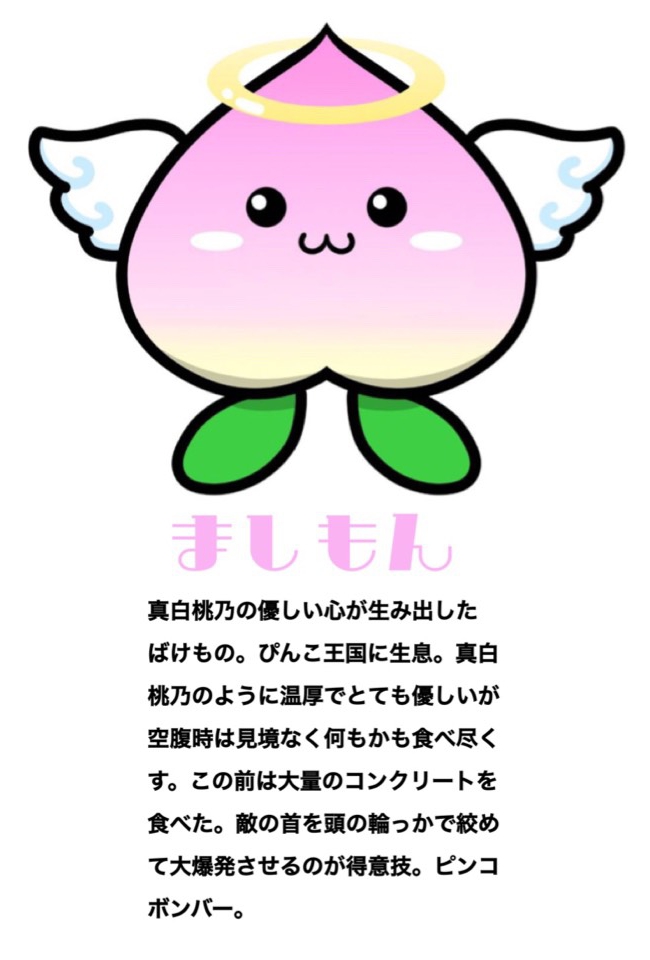 ましもん
真白桃乃の優しい心が生み出した
ばけもの。ぴんこ王国に生息。真白
桃乃のように温厚でとても優しいが
空腹時は見境なく何もかも食べ尽く
す。この前は大量のコンクリートを
食べた。敵の首を頭の輪っかで絞め
て大爆発させるのが得意技。ピンコ
ボンバー。